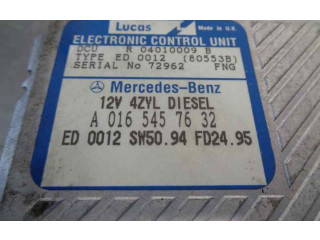 Lucas
Made in U.K.
ELECTRONIC CONTROL UNIT
DCU R 04010009 B
TYPE ED 0012 (80553B)
SERIAL No 72962 FNG
Mercedes-Benz
12V 4ZYL DIESEL
A 016 545 76 32
ED 0012 SW50.94 FD24.95